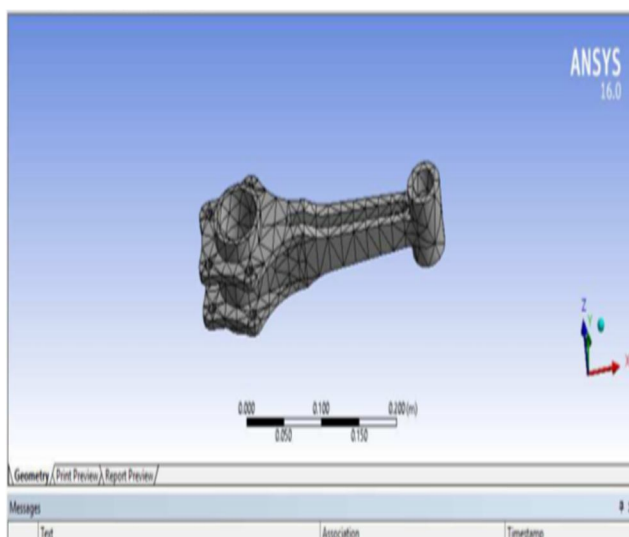 ANSYS
16.0
Z
Y
X
0.000 0.100 0.200 (m)
0.050 0.150
Geometry Print Preview Report Preview
Messages
Text Association Timestamp